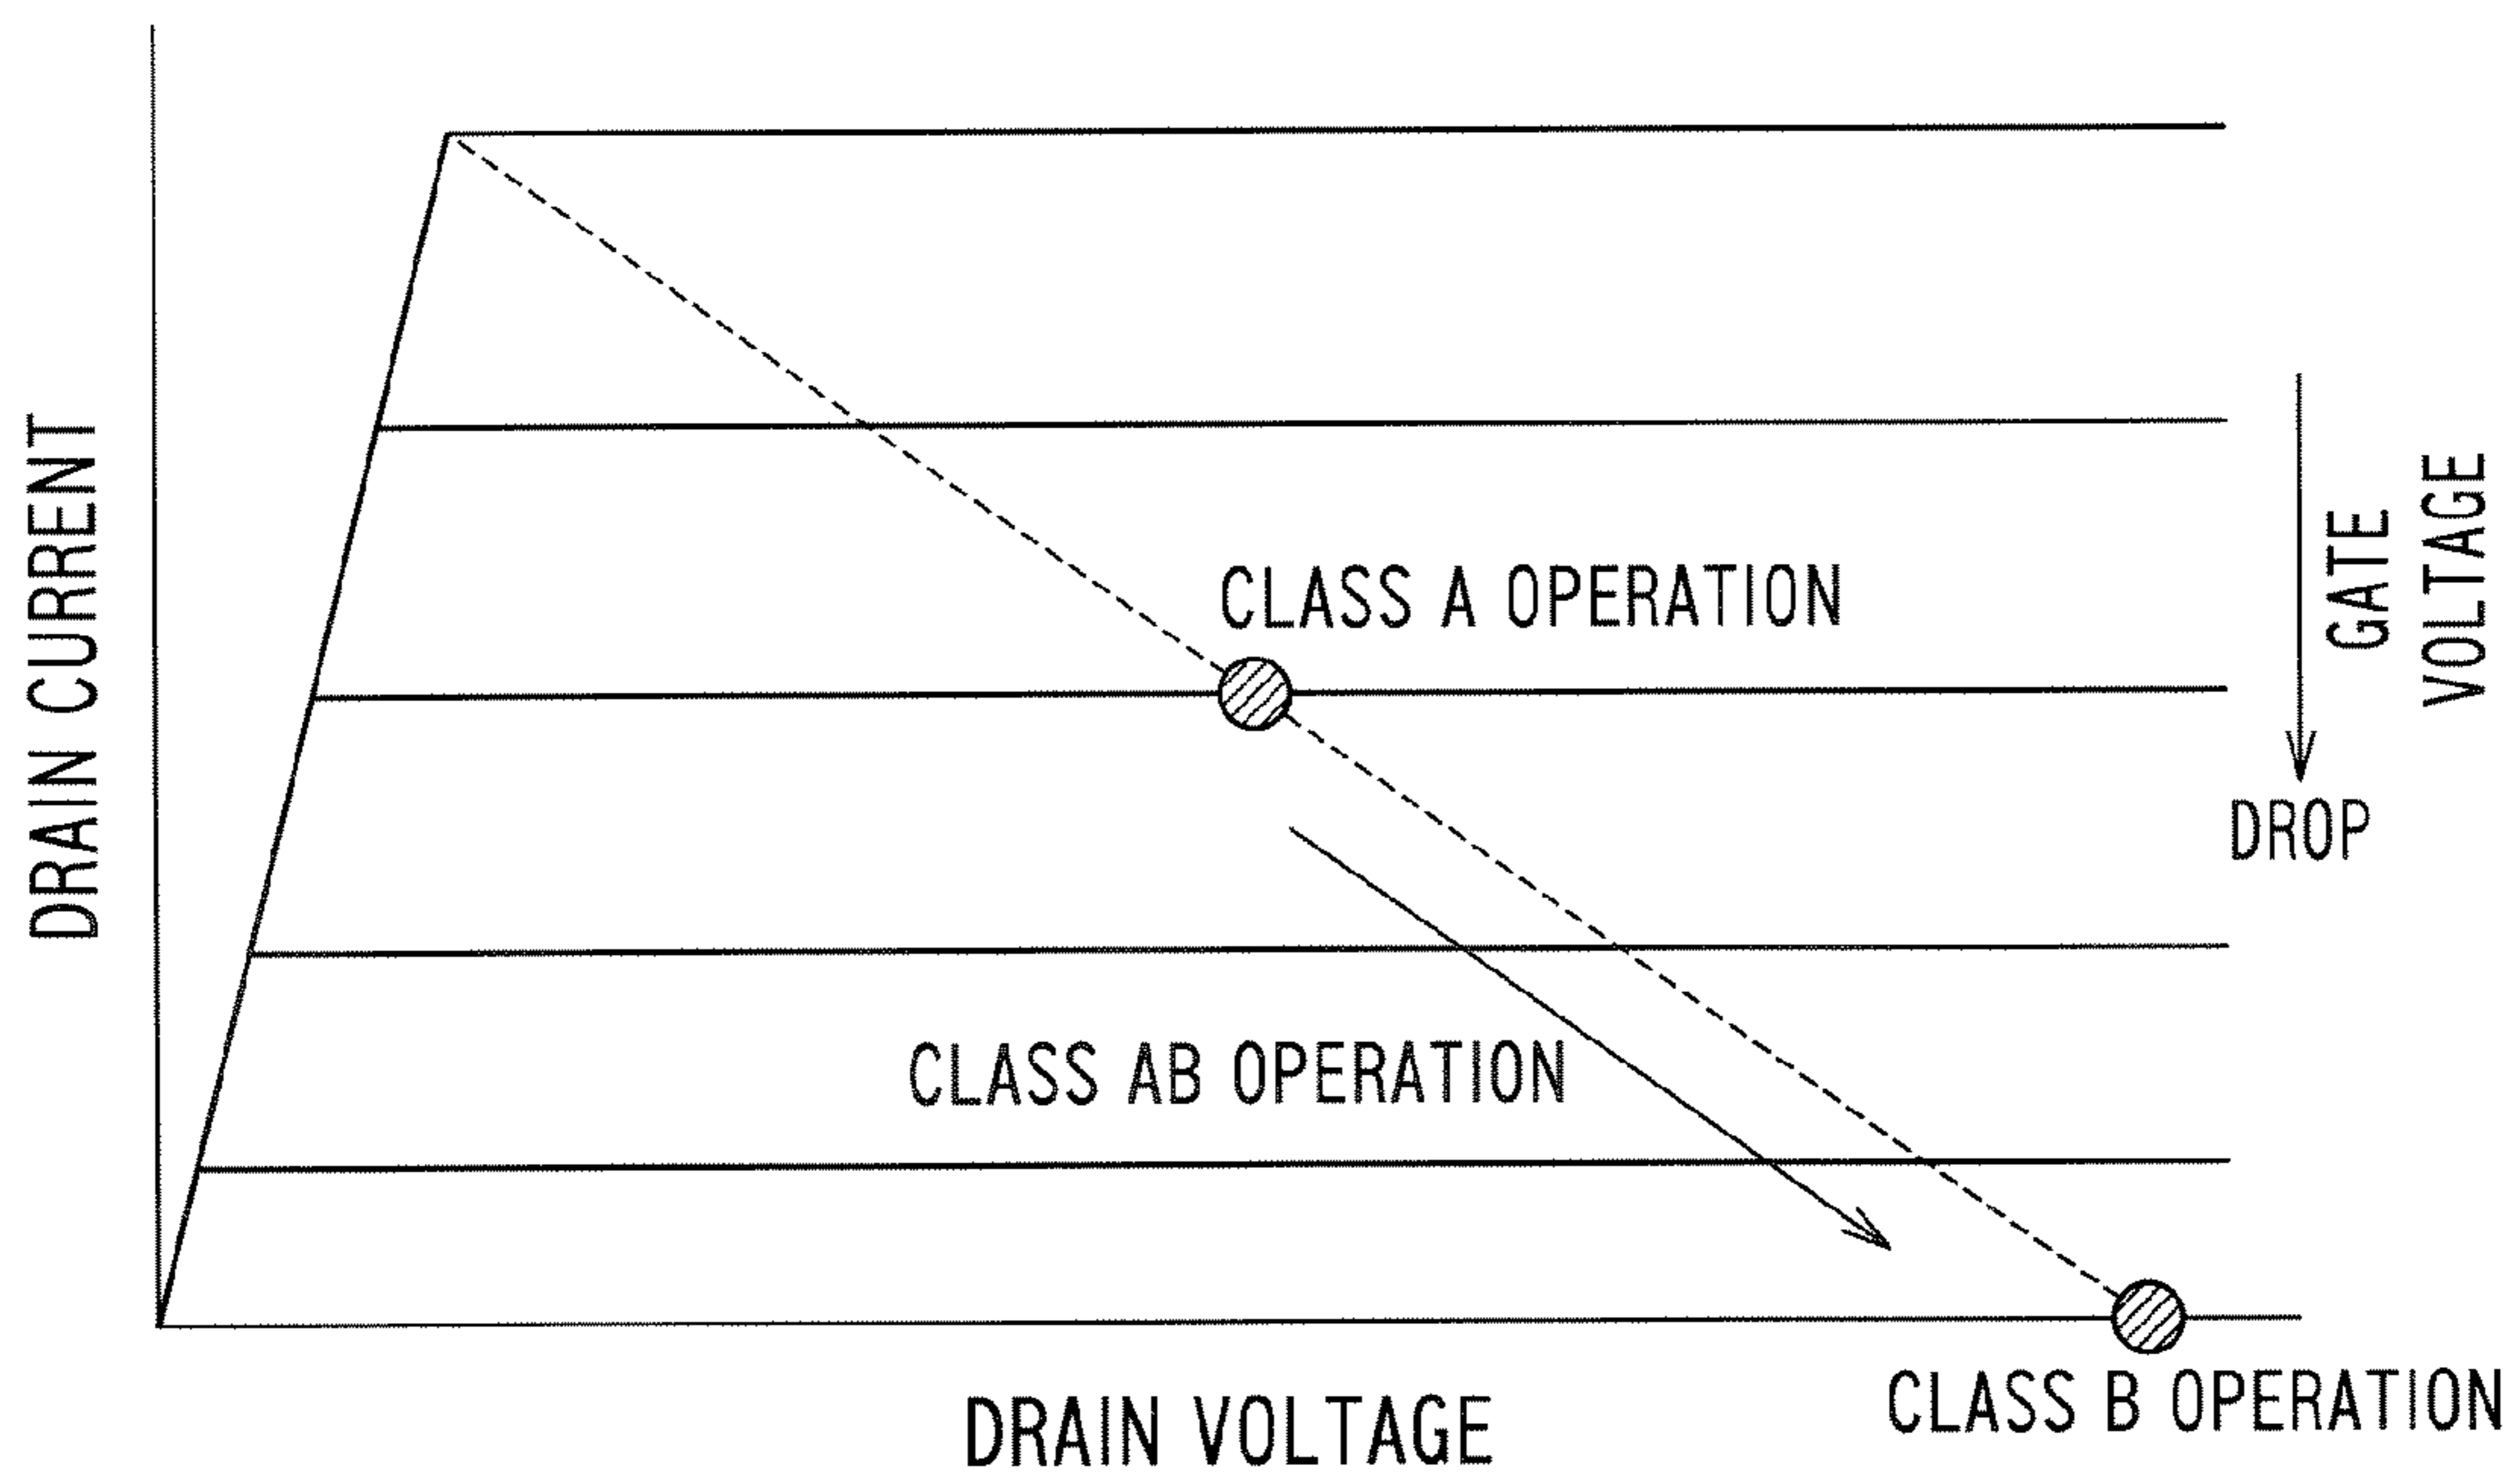 DRAIN CURRENT
CLASS A OPERATION
GATE
VOLTAGE
DROP
CLASS AB OPERATION
CLASS B OPERATION
DRAIN VOLTAGE